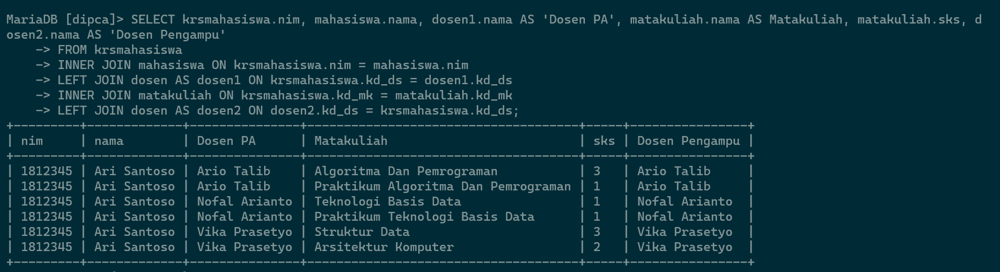 MariaDB [dipca]> SELECT krsmahasiswa.nim, mahasiswa.nama, dosen1.nama AS 'Dosen PA', matakuliah.nama AS Matakuliah, matakuliah.sks, d
osen2.nama AS 'Dosen Pengampu'
    -> FROM krsmahasiswa
    -> INNER JOIN mahasiswa ON krsmahasiswa.nim = mahasiswa.nim
    -> LEFT JOIN dosen AS dosen1 ON krsmahasiswa.kd_ds = dosen1.kd_ds
    -> INNER JOIN matakuliah ON krsmahasiswa.kd_mk = matakuliah.kd_mk
    -> LEFT JOIN dosen AS dosen2 ON dosen2.kd_ds = krsmahasiswa.kd_ds;
+---------+-------------+---------------+-------------------------------------+-----+----------------+
| nim     | nama        | Dosen PA      | Matakuliah                          | sks | Dosen Pengampu |
+---------+-------------+---------------+-------------------------------------+-----+----------------+
| 1812345 | Ari Santoso | Ario Talib    | Algoritma Dan Pemrograman           | 3   | Ario Talib     |
| 1812345 | Ari Santoso | Ario Talib    | Praktikum Algoritma Dan Pemrograman | 1   | Ario Talib     |
| 1812345 | Ari Santoso | Nofal Arianto | Teknologi Basis Data                | 1   | Nofal Arianto  |
| 1812345 | Ari Santoso | Nofal Arianto | Praktikum Teknologi Basis Data      | 1   | Nofal Arianto  |
| 1812345 | Ari Santoso | Vika Prasetyo | Struktur Data                       | 3   | Vika Prasetyo  |
| 1812345 | Ari Santoso | Vika Prasetyo | Arsitektur Komputer                 | 2   | Vika Prasetyo  |
+---------+-------------+---------------+-------------------------------------+-----+----------------+